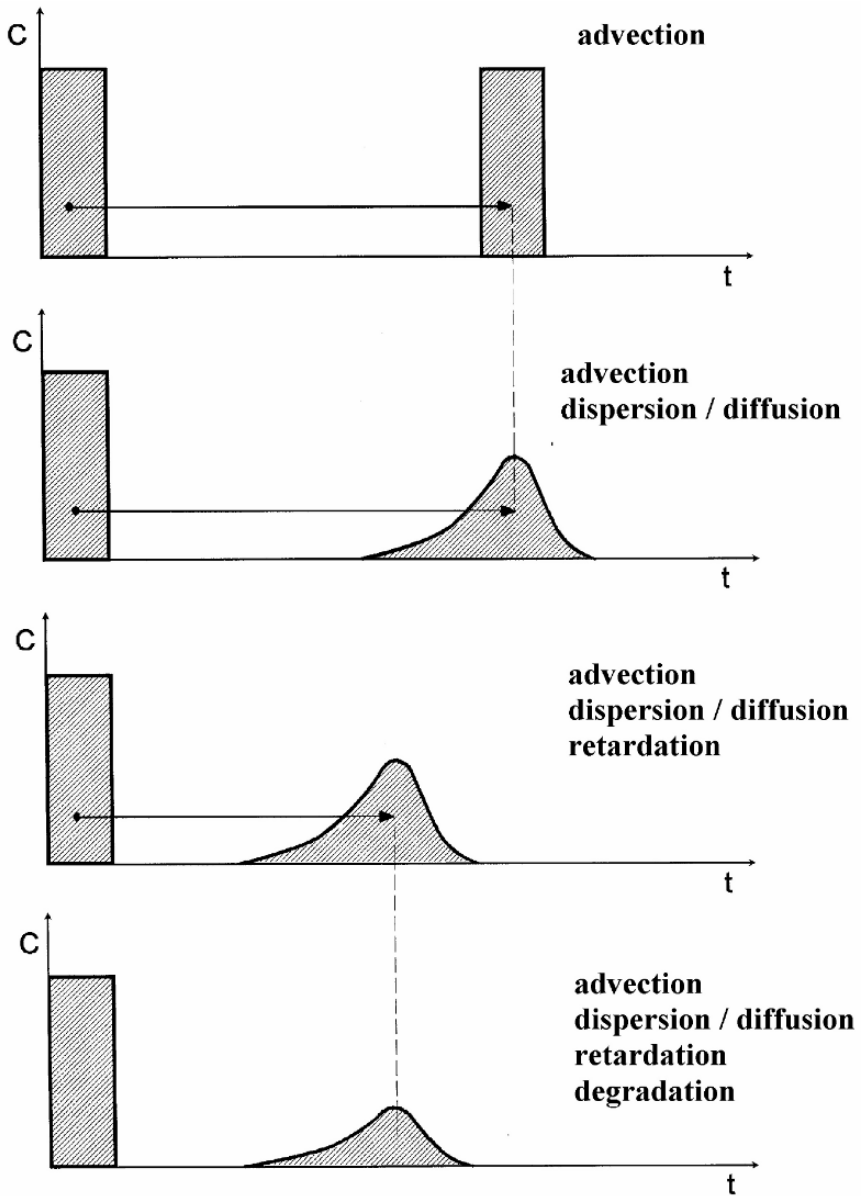 C
advection
t
C
advection
dispersion / diffusion
t
C
advection
dispersion / diffusion
retardation
t
C
advection
dispersion / diffusion
retardation
degradation
t